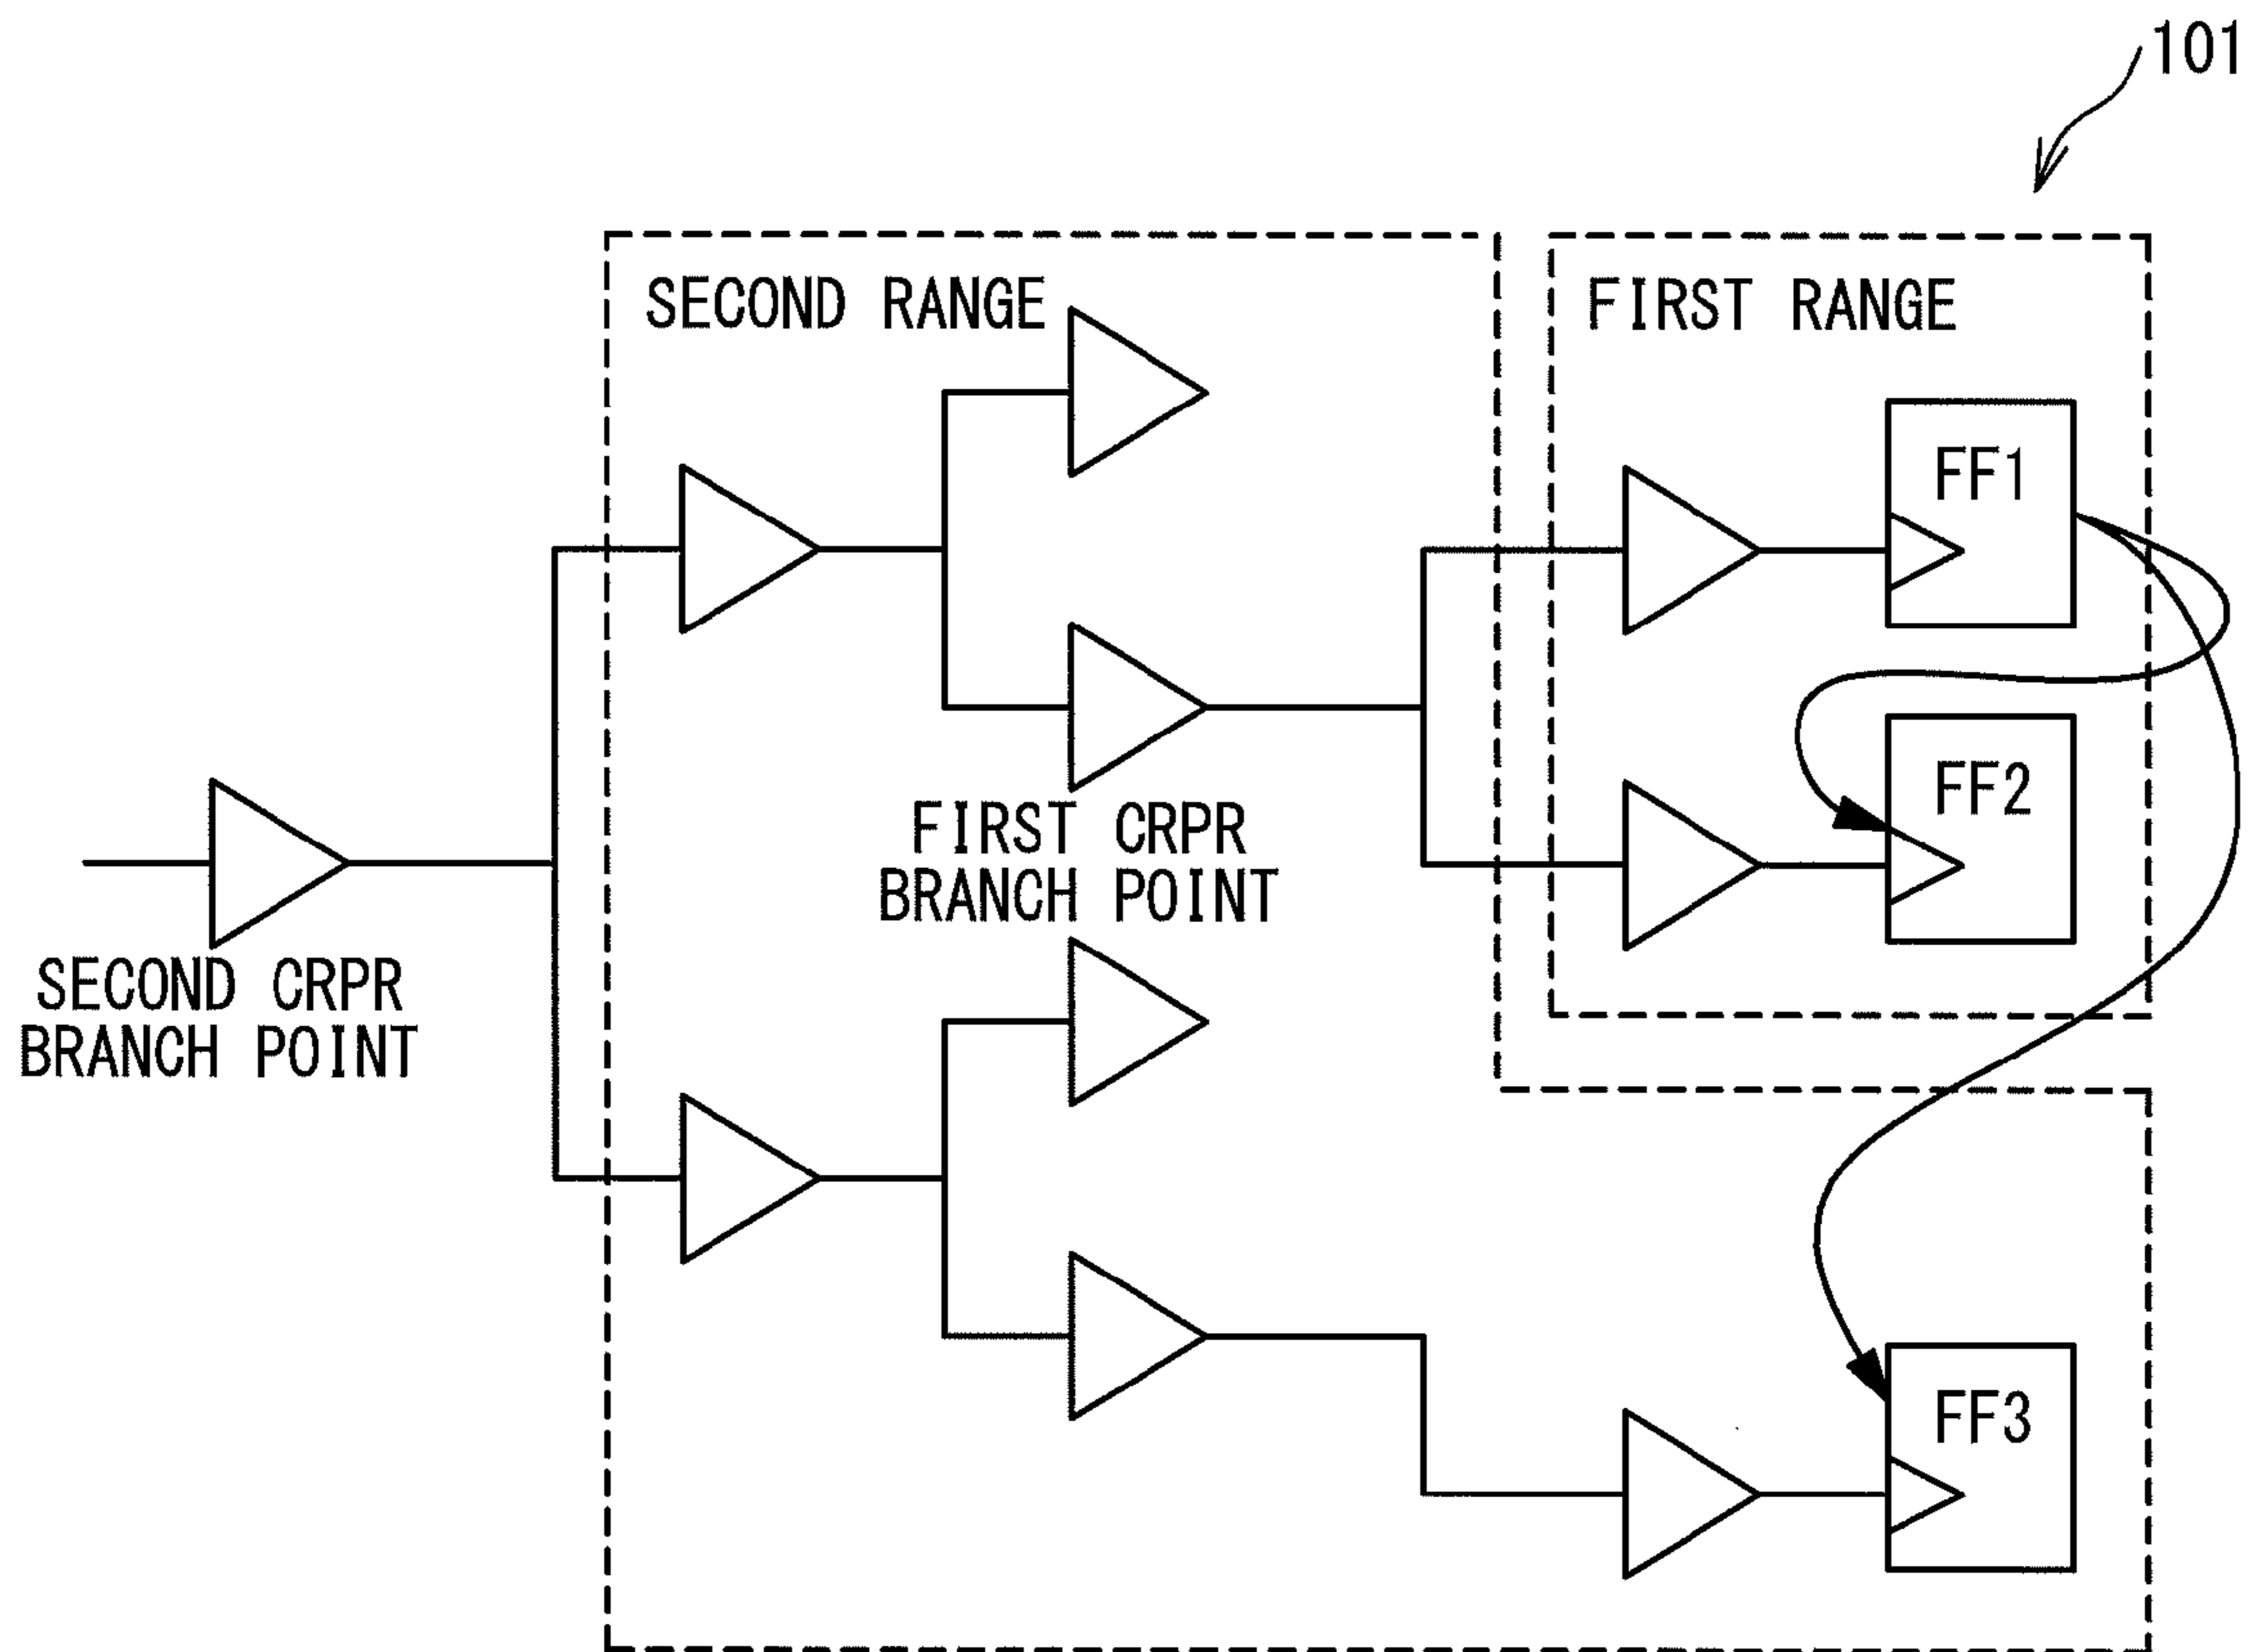 101
SECOND RANGE
FIRST RANGE
FF1
FF2
FIRST CRPR
BRANCH POINT
SECOND CRPR
BRANCH POINT
FF3